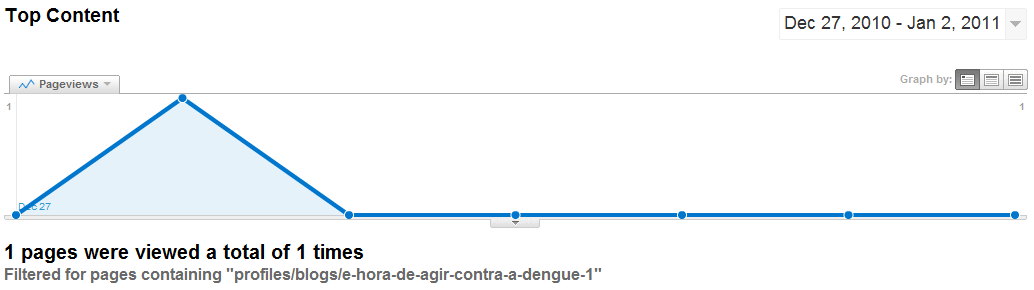 Top Content
Dec 27, 2010 - Jan 2, 2011
Pageviews
Graph by:
1
1
Dec 27
1 pages were viewed a total of 1 times
Filtered for pages containing "profiles/blogs/e-hora-de-agir-contra-a-dengue-1"